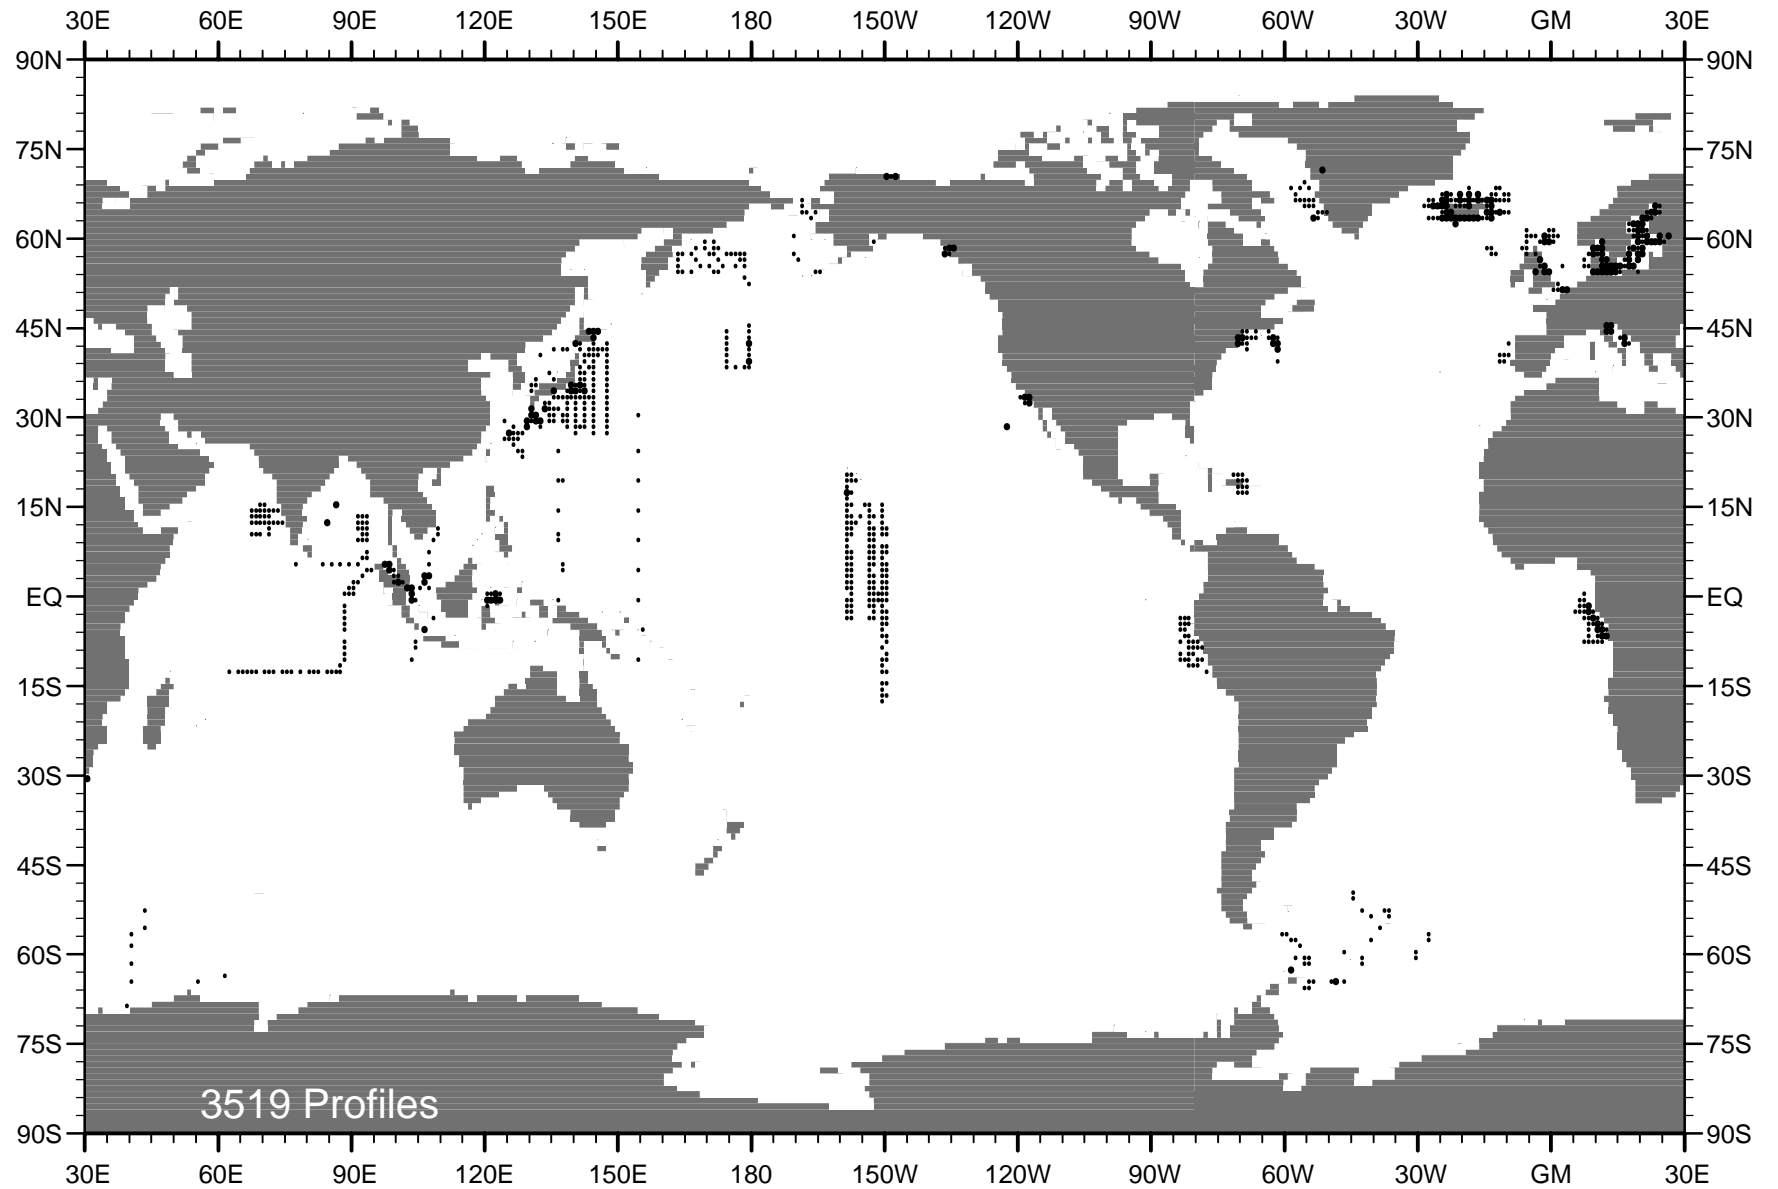 30E 60E 90E 120E 150E 180 150W 120W 90W 60W 30W GM 30E
90N 90N
75N 75N
60N 60N
45N 45N
30N 30N
15N 15N
EQ EQ
15S 15S
30S 30S
45S 45S
60S 60S
75S 75S
3519 Profiles
90S 90S
30E 60E 90E 120E 150E 180 150W 120W 90W 60W 30W GM 30E